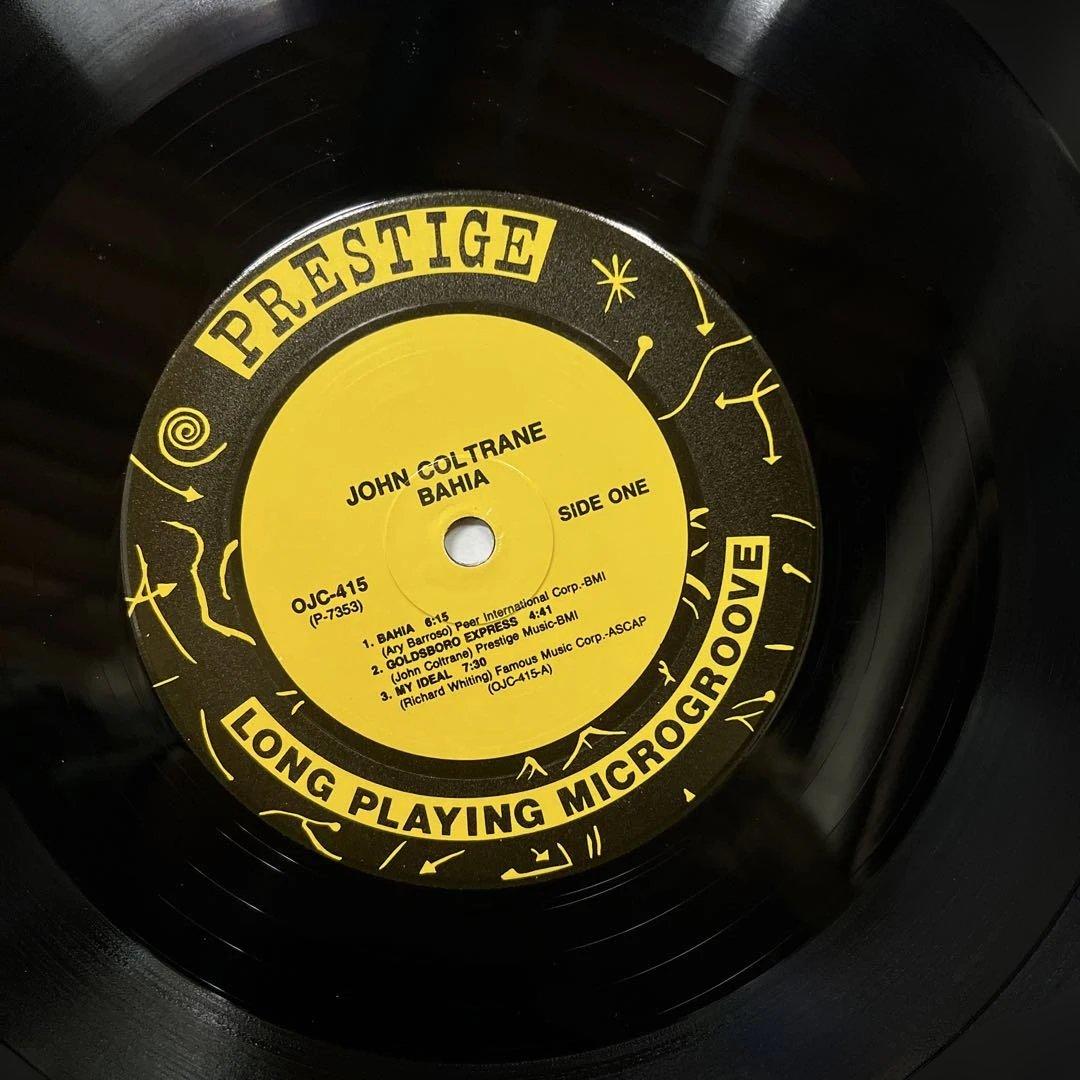 PRESTIGE
JOHN COLTRANE
BAHIA
SIDE ONE
OJC-415
(P-7353)
1. BAHIA 6:15
(Ary Barroso) Peer International Corp.-BMI
2. GOLDSBORO EXPRESS 4:41
(John Coltrane) Prestige Music-BMI
3. MY IDEAL 7:30
(Richard Whiting) Famous Music Corp.-ASCAP
(OJC-415-A)
LONG PLAYING MICROGROOVE